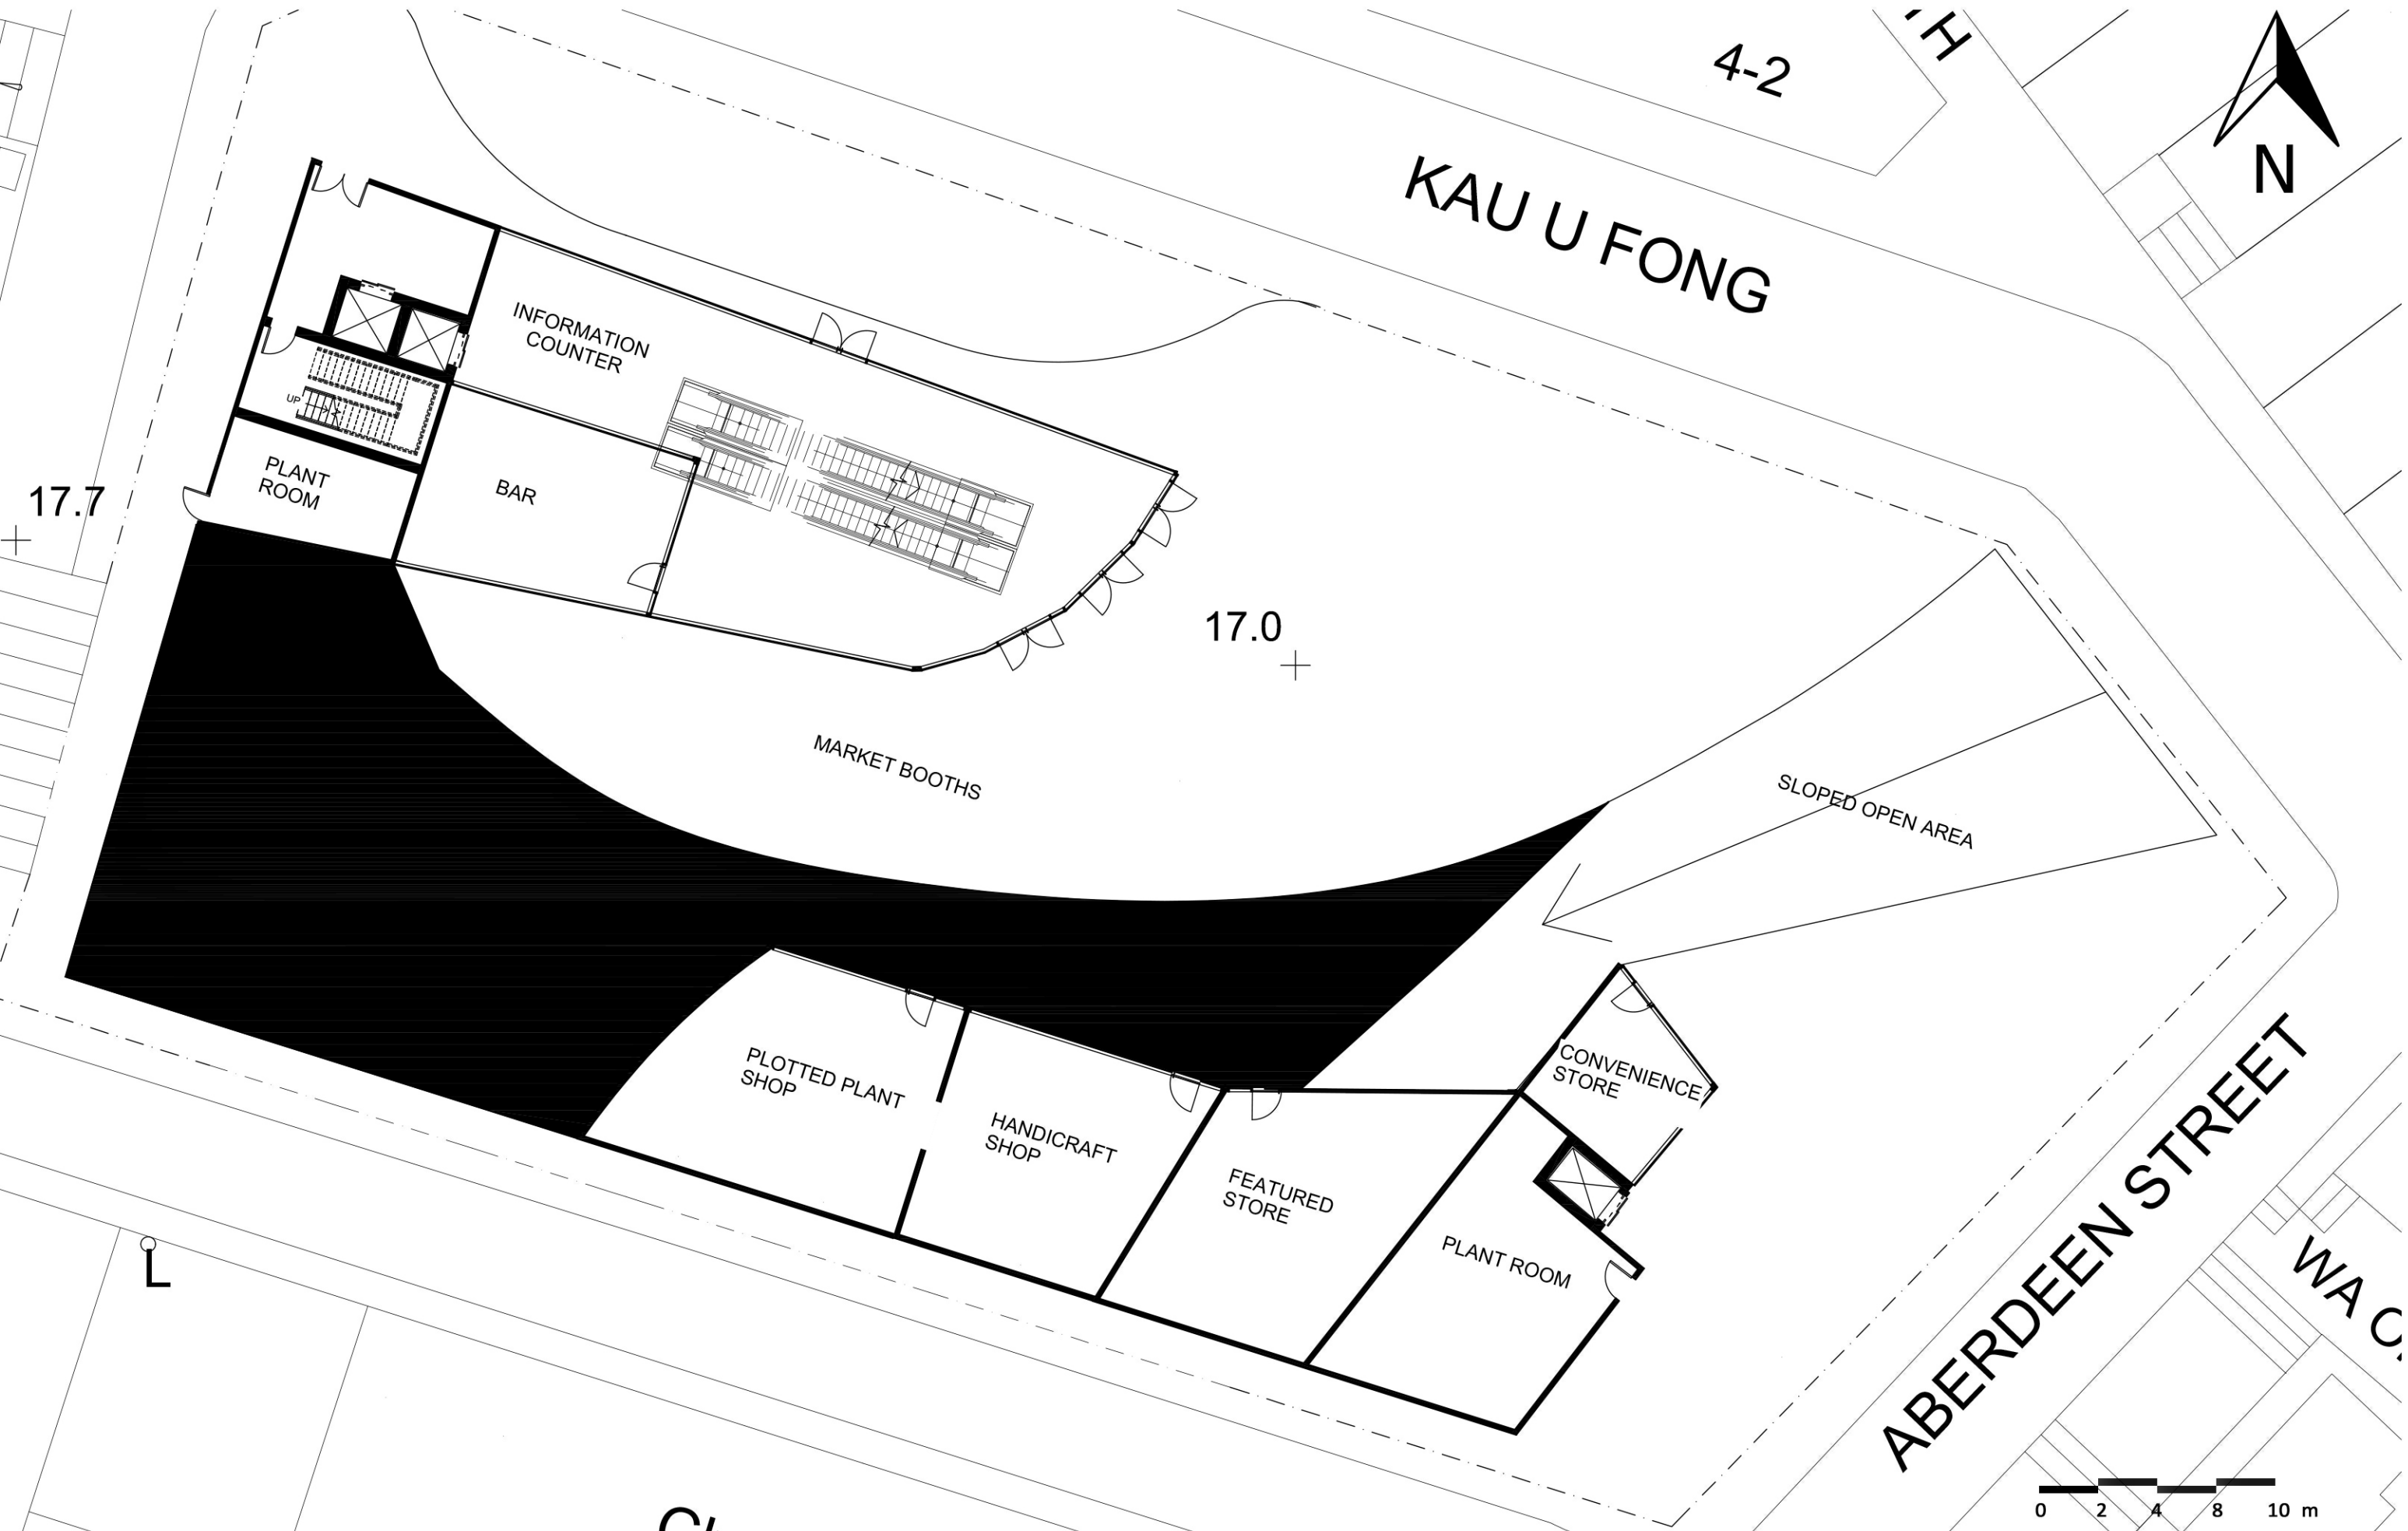 4-2
KAU U FONG
N
INFORMATION
COUNTER
UP
PLANT
ROOM
BAR
17.7
17.0
MARKET BOOTHS
SLOPED OPEN AREA
PLOTTED PLANT
SHOP
HANDICRAFT
SHOP
FEATURED
STORE
CONVENIENCE
STORE
PLANT ROOM
ABERDEEN STREET
WA
L
0 2 4 8 10 m